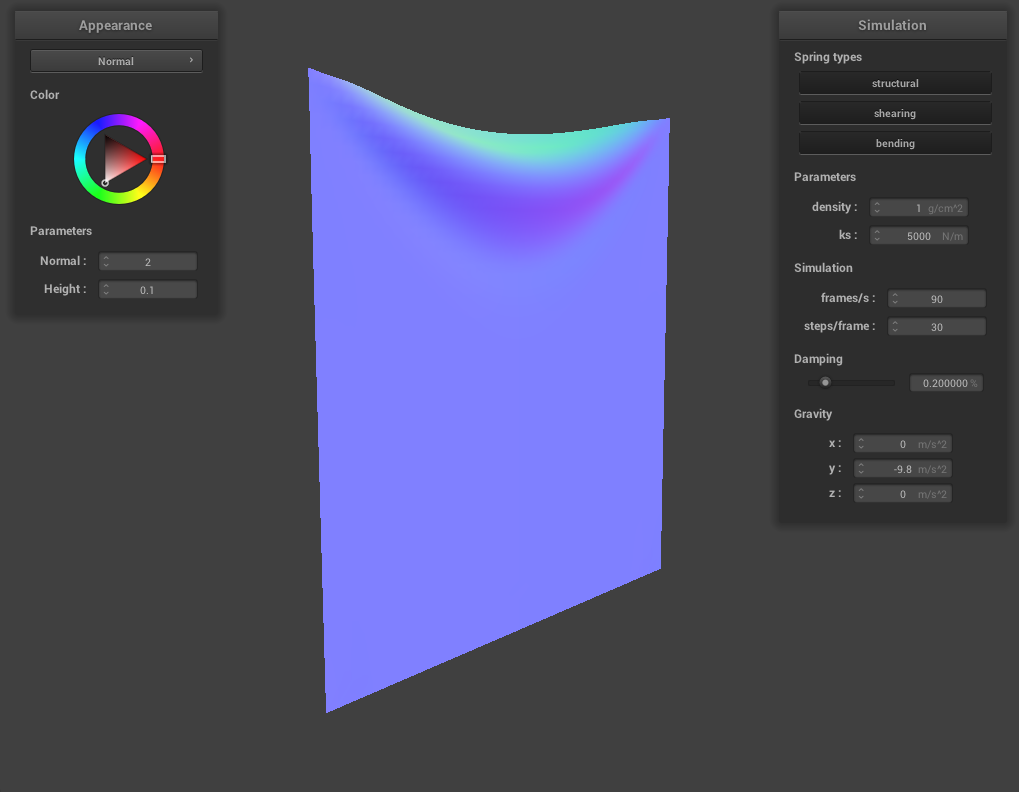 Appearance
Normal
Color
Parameters
Normal : 2
Height : 0.1
Simulation
Spring types
structural
shearing
bending
Parameters
density : 1 g/cm^2
ks : 5000 N/m
Simulation
frames/s : 90
steps/frame : 30
Damping
0.200000 %
Gravity
x : 0 m/s^2
y : -9.8 m/s^2
z : 0 m/s^2